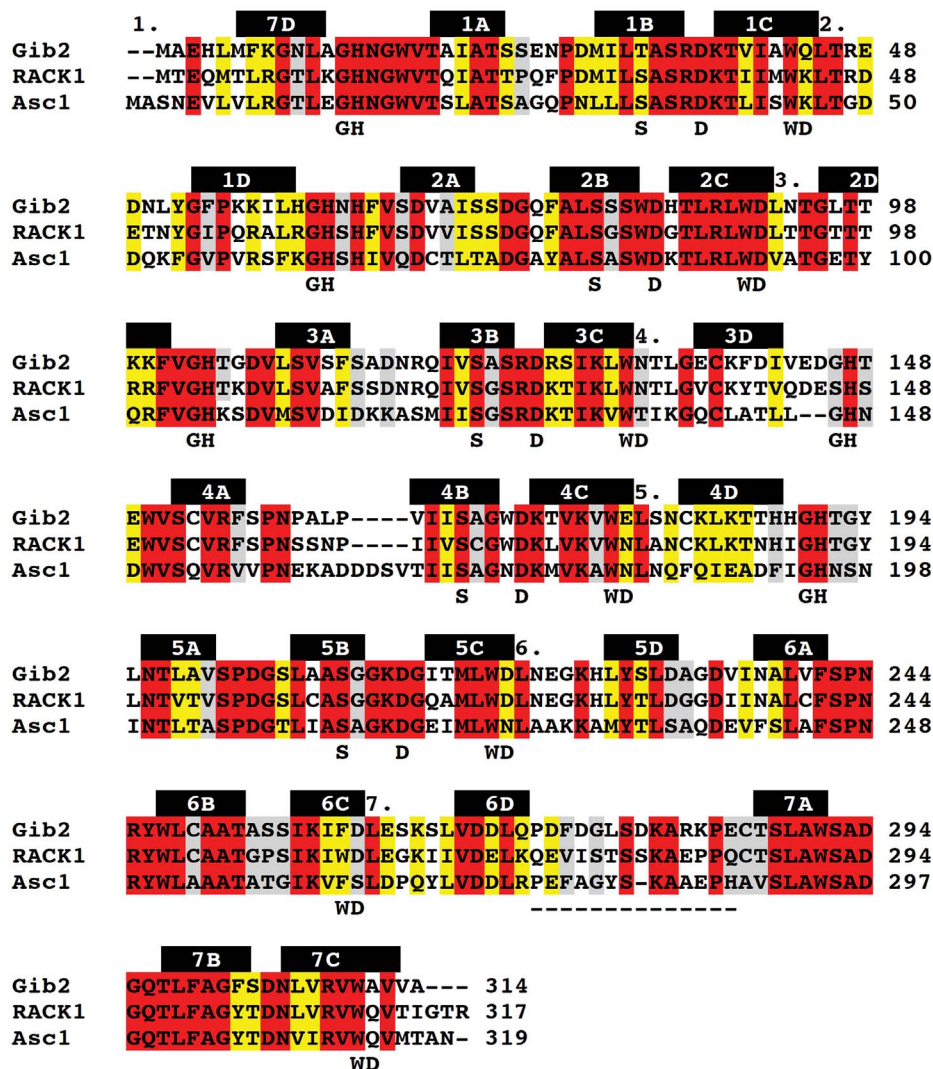 1. 7D 1A 1B 1C 2.
Gib2 --MAEHLMFKGNLAGHNGWVTAIATSSENPDMILTASRDKTVIAWQLTRE 48
RACK1 --MTEQMTLRGTLKGHNGWVTQIATTPQFPDMILSASRDKTIIMWKLTRD 48
Asc1 MASNEVLVLRGTLEGHNGWVTSLATSAGQPNLLLSASRDKTLISWKLTGD 50
GH S D WD
1D 2A 2B 2C 3. 2D
Gib2 DNLYGFPKKILHGHNHFVSDVAISSDGQFALSSSWDHTLRLWDLNTGLTT 98
RACK1 ETNYGIPQRALRGHSHFVSDVVISSDGQFALSGSWDGTLRLWDLTTGTTT 98
Asc1 DQKFGVPVRSFKGHSHIVQDCTLTADGAYALSASWDKTLRLWDVATGETY 100
GH S D WD
3A 3B 3C 4. 3D
Gib2 KKFVGHTGDVLSVSFSADNRQIVSASRDRSIKLWNTLGECKFDIVEDGHT 148
RACK1 RRFVGHTKDVLSVAFSSDNRQIVSGSRDKTIKLWNTLGVCKYTVQDESHS 148
Asc1 QRFVGHKSDVMSVDIDKKASMIISGSRDKTIKVWTIKGQCLATLL--GHN 148
GH S D WD GH
4A 4B 4C 5. 4D
Gib2 EWVSCVRFSPNPALP----VIISAGWDKTVKVWELSNCKLKTTHHGHTGY 194
RACK1 EWVSCVRFSPNSSNP----IIVSCGWDKLVKVWNLANCKLKTNHIGHTGY 194
Asc1 DWVSQVRVVPNEKADDDSVTIISAGNDKMVKAWNLNQFQIEADFIGHNSN 198
S D WD GH
5A 5B 5C 6. 5D 6A
Gib2 LNTLAVSPDGSLAASGGKDGITMLWDLNEGKHLYSLDAGDVINALVFSPN 244
RACK1 LNTVTVSPDGSLCASGGKDGQAMLWDLNEGKHLYTLDGGDIINALCFSPN 244
Asc1 INTLTASPDGTLIASAGKDGEIMLWNLAAKKAMYTLSAQDEVFSLAFSPN 248
S D WD
6B 6C 7. 6D 7A
Gib2 RYWLCAATASSIKIFDLESKSLVDDLQPDFDGLSDKARKPECTSLAWSAD 294
RACK1 RYWLCAATGPSIKIWDLEGKIIVDELKQEVISTSSKAEPPQCTSLAWSAD 294
Asc1 RYWLAAATATGIKVFSLDPQYLVDDLRPEFAGYS-KAAEPHAVSLAWSAD 297
WD --------------
7B 7C
Gib2 GQTLFAGFSDNLVRVWAVVA--- 314
RACK1 GQTLFAGYTDNLVRVWQVTIGTR 317
Asc1 GQTLFAGYTDNVIRVWQVMTAN- 319
WD